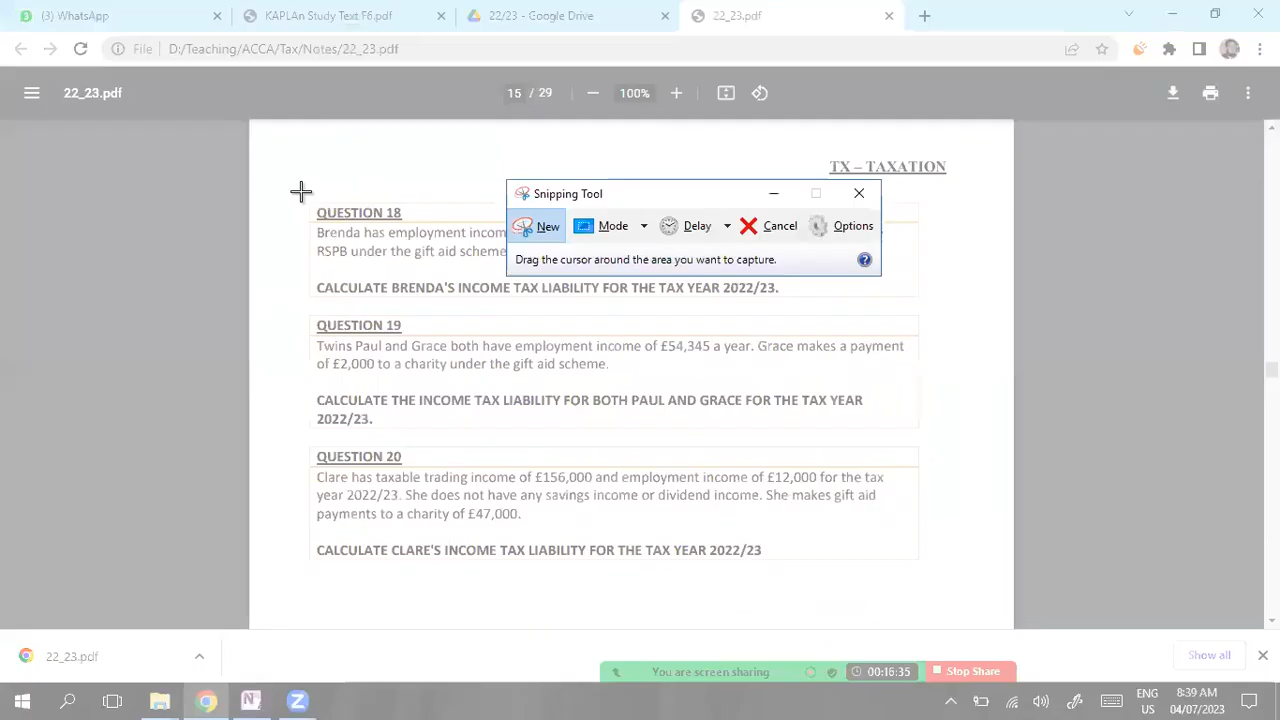 (3) WhatsApp
KAPLAn Study Text F6.pdf
22/23 - Google Drive
22_23.pdf
File
D:/Teaching/ACCA/Tax/Notes/22_23.pdf
22_23.pdf
15 / 29
100%
TX – TAXATION
Snipping Tool
New
Mode
Delay
Cancel
Options
Drag the cursor around the area you want to capture.
QUESTION 18
Brenda has employment incom
RSPB under the gift aid scheme
CALCULATE BRENDA'S INCOME TAX LIABILITY FOR THE TAX YEAR 2022/23.
QUESTION 19
Twins Paul and Grace both have employment income of £54,345 a year. Grace makes a payment
of £2,000 to a charity under the gift aid scheme.
CALCULATE THE INCOME TAX LIABILITY FOR BOTH PAUL AND GRACE FOR THE TAX YEAR
2022/23.
QUESTION 20
Clare has taxable trading income of £156,000 and employment income of £12,000 for the tax
year 2022/23. She does not have any savings income or dividend income. She makes gift aid
payments to a charity of £47,000.
CALCULATE CLARE'S INCOME TAX LIABILITY FOR THE TAX YEAR 2022/23
22_23.pdf
Show all
You are screen sharing
00:16:35
Stop Share
ENG
US
8:39 AM
04/07/2023